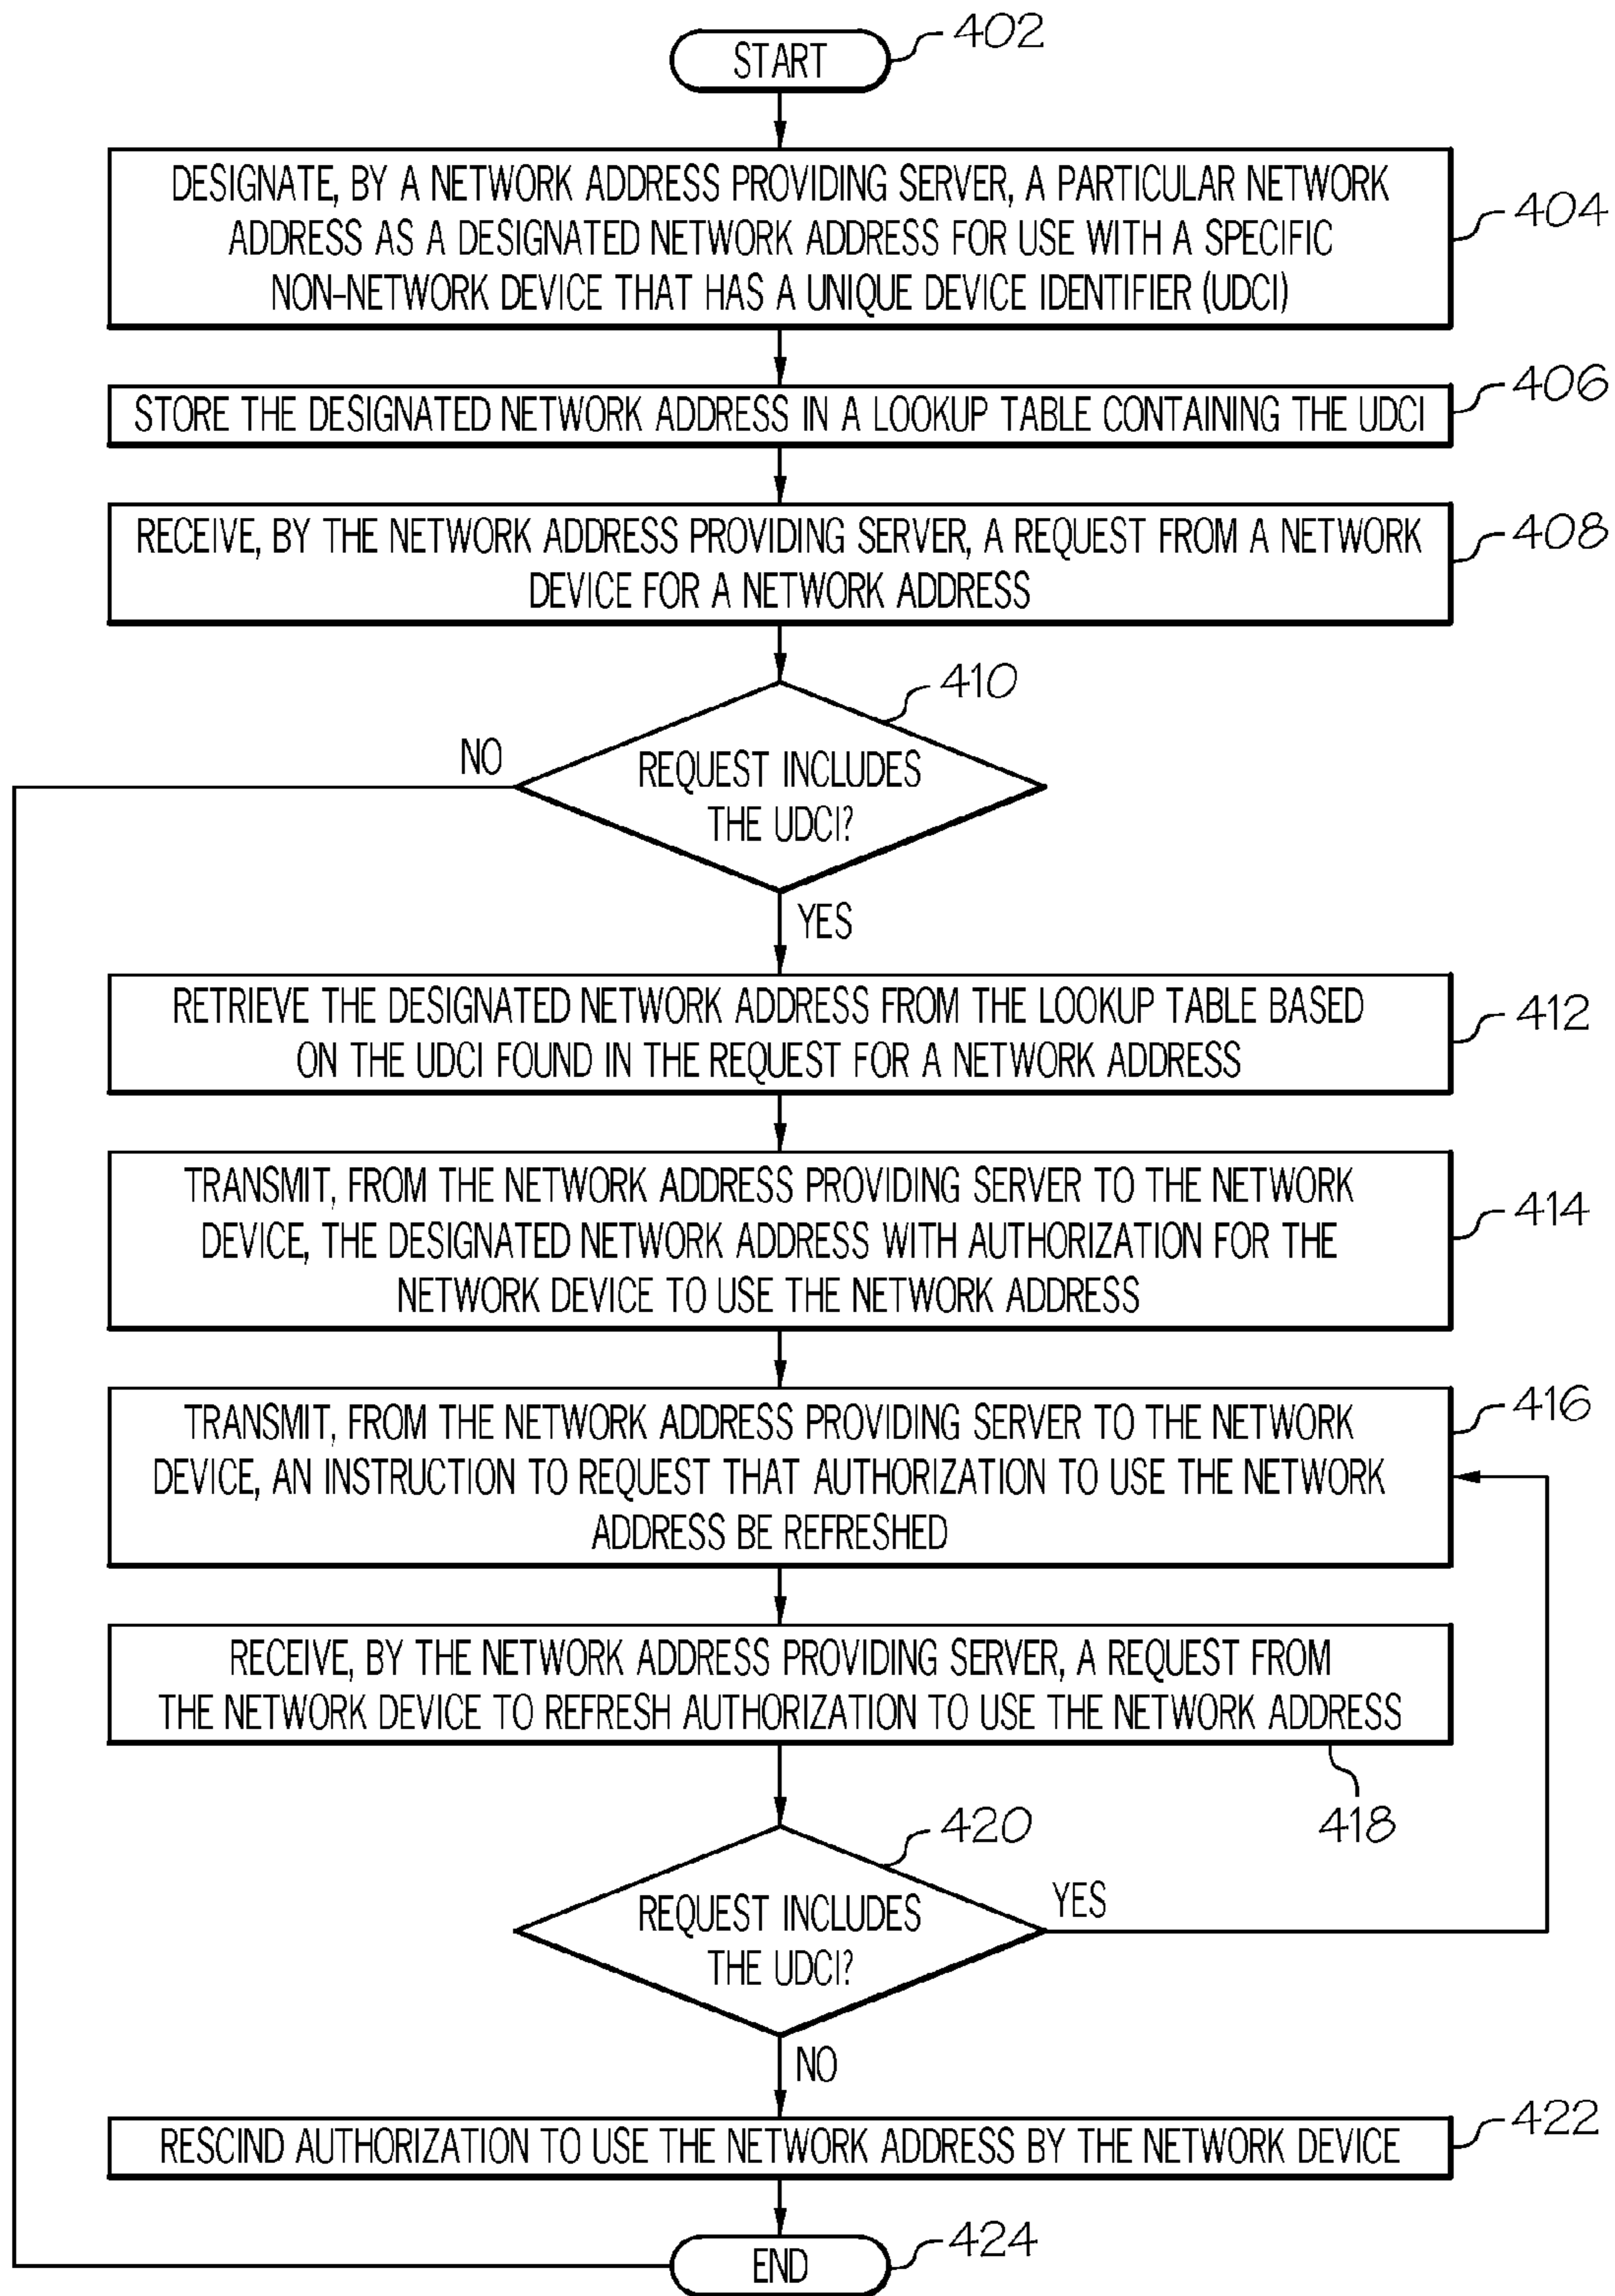 START
402
DESIGNATE, BY A NETWORK ADDRESS PROVIDING SERVER, A PARTICULAR NETWORK
ADDRESS AS A DESIGNATED NETWORK ADDRESS FOR USE WITH A SPECIFIC
NON-NETWORK DEVICE THAT HAS A UNIQUE DEVICE IDENTIFIER (UDCI)
404
STORE THE DESIGNATED NETWORK ADDRESS IN A LOOKUP TABLE CONTAINING THE UDCI
406
RECEIVE, BY THE NETWORK ADDRESS PROVIDING SERVER, A REQUEST FROM A NETWORK
DEVICE FOR A NETWORK ADDRESS
408
410
REQUEST INCLUDES
THE UDCI?
NO
YES
RETRIEVE THE DESIGNATED NETWORK ADDRESS FROM THE LOOKUP TABLE BASED
ON THE UDCI FOUND IN THE REQUEST FOR A NETWORK ADDRESS
412
TRANSMIT, FROM THE NETWORK ADDRESS PROVIDING SERVER TO THE NETWORK
DEVICE, THE DESIGNATED NETWORK ADDRESS WITH AUTHORIZATION FOR THE
NETWORK DEVICE TO USE THE NETWORK ADDRESS
414
TRANSMIT, FROM THE NETWORK ADDRESS PROVIDING SERVER TO THE NETWORK
DEVICE, AN INSTRUCTION TO REQUEST THAT AUTHORIZATION TO USE THE NETWORK
ADDRESS BE REFRESHED
416
RECEIVE, BY THE NETWORK ADDRESS PROVIDING SERVER, A REQUEST FROM
THE NETWORK DEVICE TO REFRESH AUTHORIZATION TO USE THE NETWORK ADDRESS
418
420
REQUEST INCLUDES
THE UDCI?
YES
NO
RESCIND AUTHORIZATION TO USE THE NETWORK ADDRESS BY THE NETWORK DEVICE
422
END
424